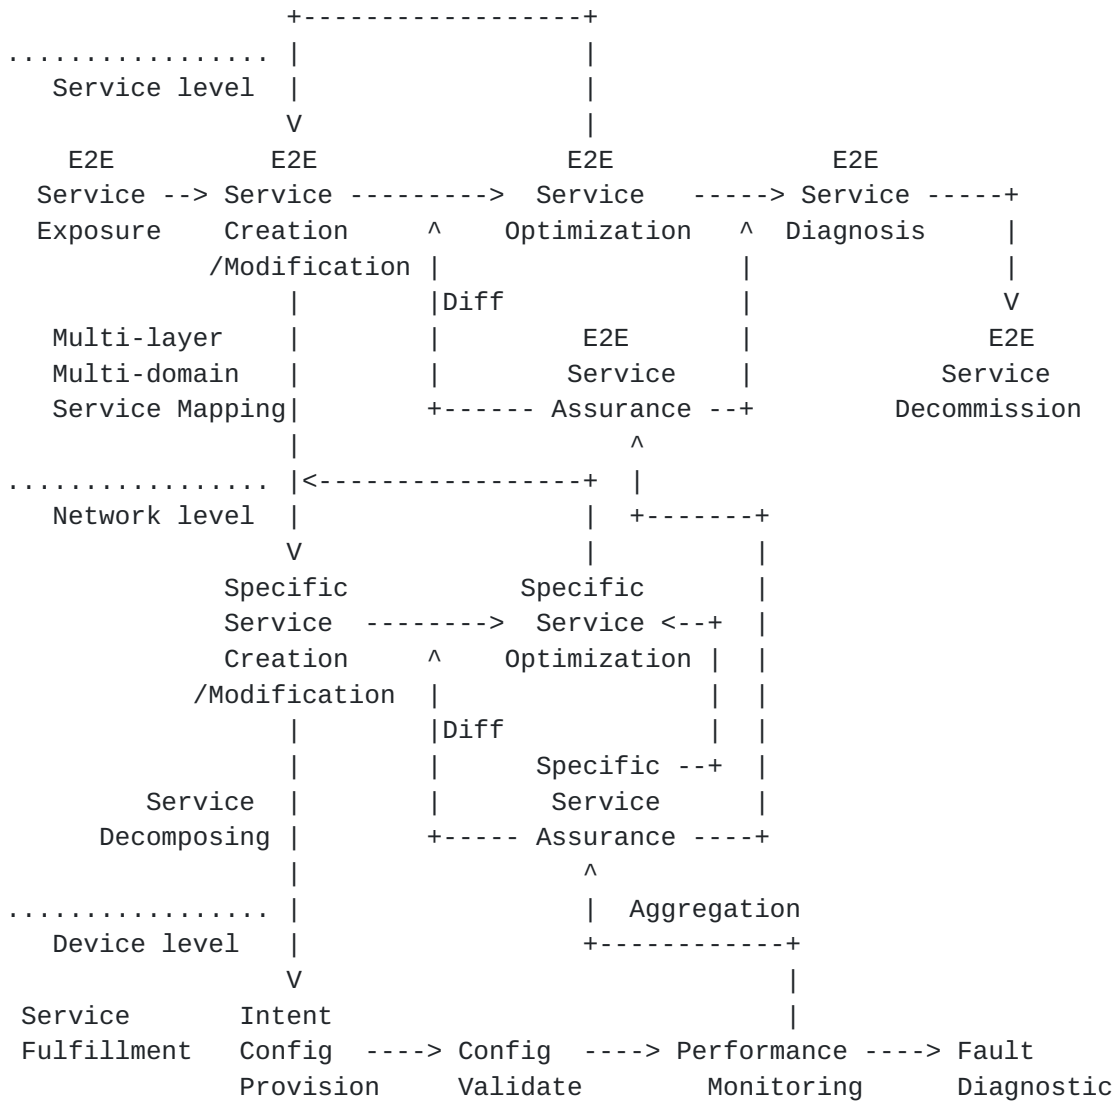 +------------------+
................. |                  |
   Service level  |                  |
                  V                  |
    E2E          E2E                E2E              E2E
  Service --> Service --------->  Service   -----> Service -----+
  Exposure    Creation     ^    Optimization   ^  Diagnosis     |
             /Modification |                   |                |
                  |        |Diff               |                V
   Multi-layer    |        |         E2E       |               E2E
   Multi-domain   |        |        Service    |            Service
   Service Mapping|        +------ Assurance --+         Decommission
                  |                     ^
................. |<-----------------+  |
   Network level  |                  |  +-------+
                  V                  |          |
              Specific           Specific       |
              Service  -------->  Service <--+  |
              Creation     ^    Optimization |  |
            /Modification  |                 |  |
                  |        |Diff             |  |
                  |        |      Specific --+  |
         Service  |        |       Service      |
      Decomposing |        +----- Assurance ----+
                  |                  ^
................. |                  |  Aggregation
   Device level   |                  +------------+
                  V                               |
 Service       Intent                             |
 Fulfillment   Config  ----> Config  ----> Performance ----> Fault
               Provision     Validate        Monitoring      Diagnostic